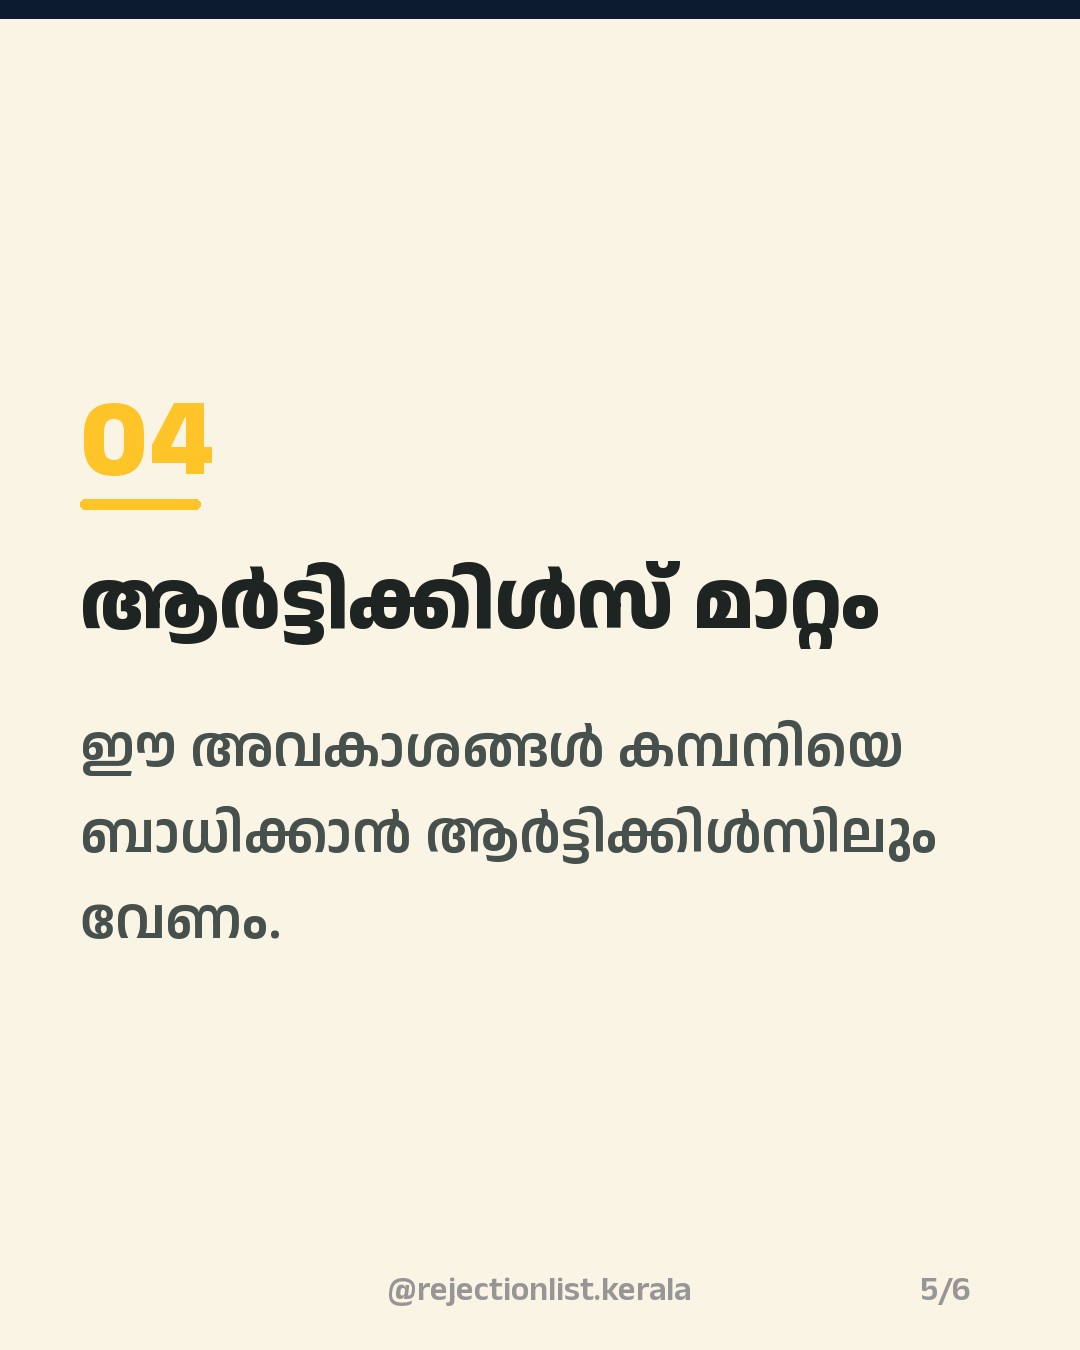 04
ആർട്ടിക്കിൾസ് മാറ്റം
ഈ അവകാശങ്ങൾ കമ്പനിയെ
ബാധിക്കാൻ ആർട്ടിക്കിൾസിലും
വേണം.
@rejectionlist.kerala
5/6